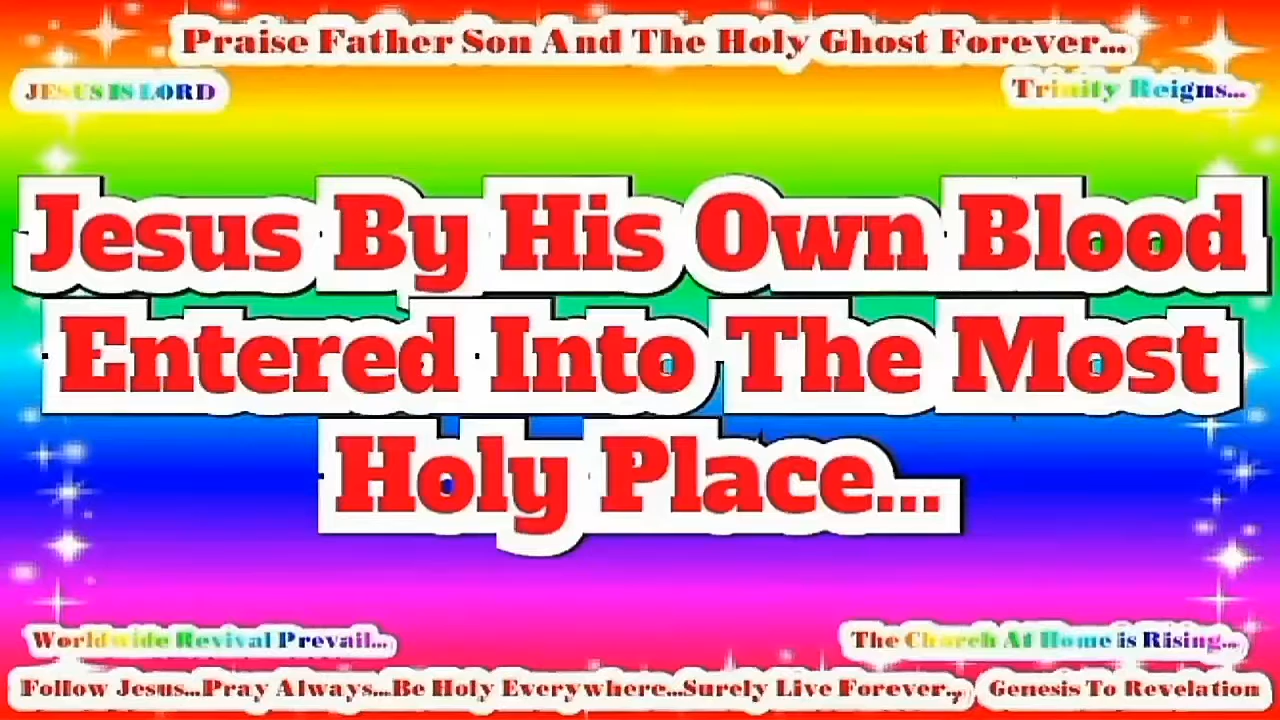 Praise Father Son And The Holy Ghost Forever...
JESUS IS LORD
Trinity Reigns...
Jesus By His Own Blood
Entered Into The Most
Holy Place...
Worldwide Revival Prevail...
The Church At Home is Rising...
Follow Jesus...Pray Always...Be Holy Everywhere...Surely Live Forever.,,
Genesis To Revelation